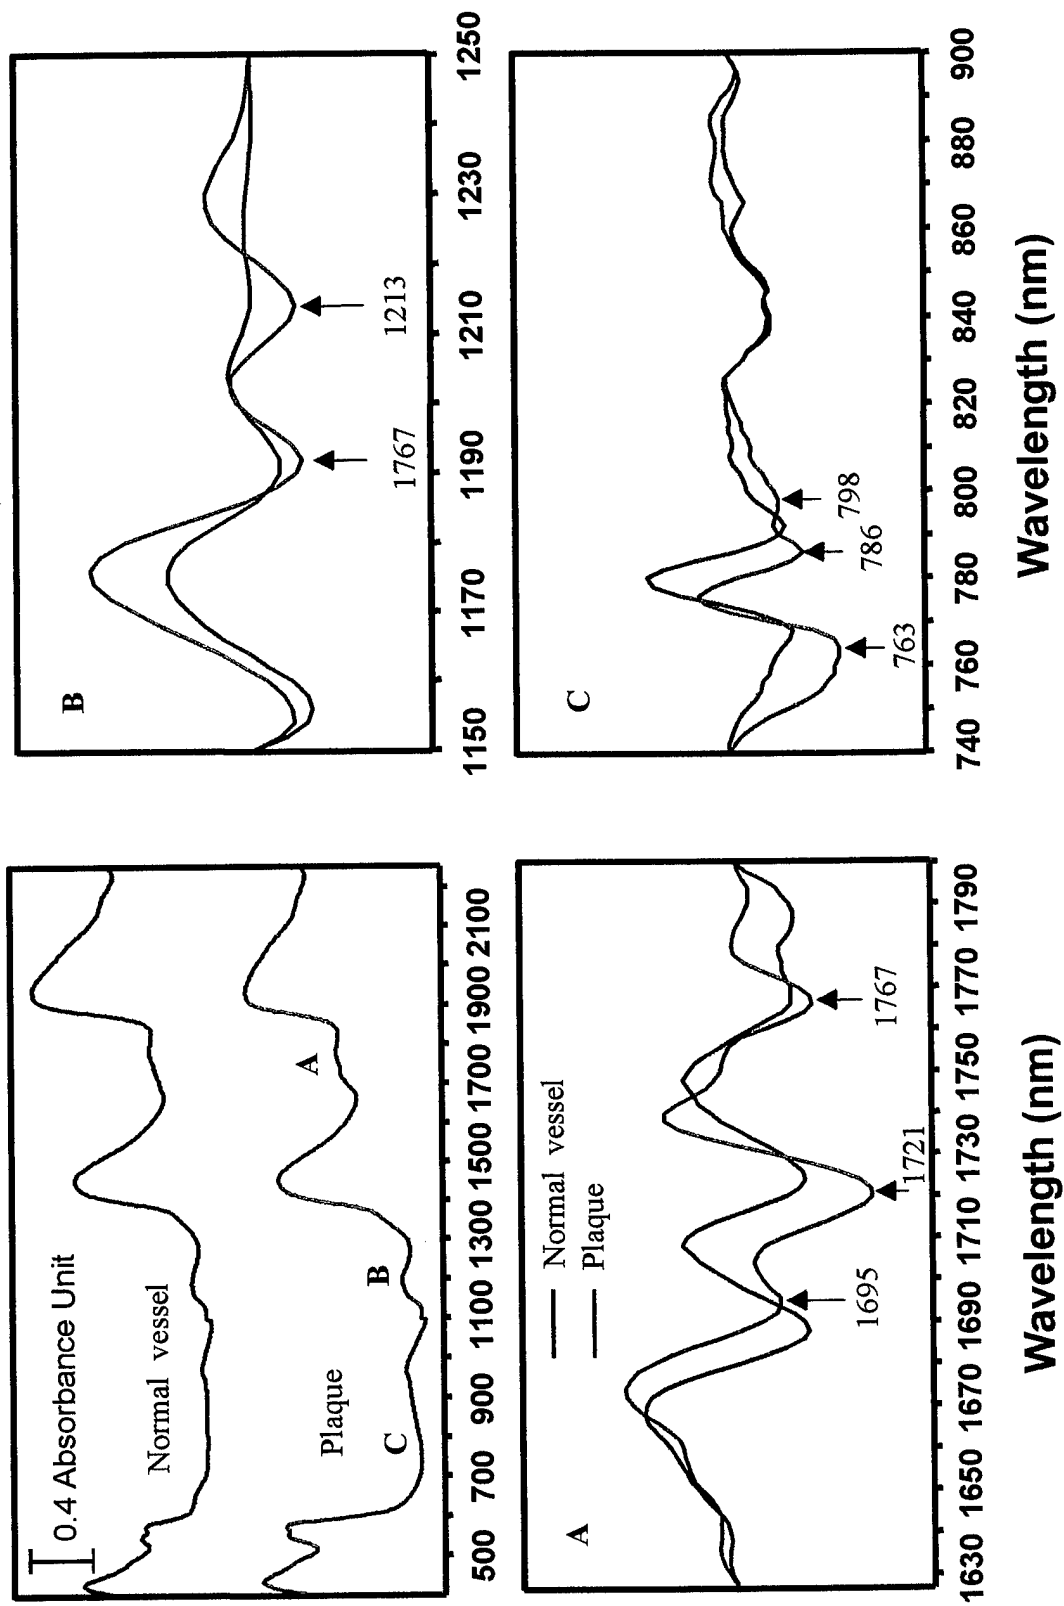 0.4 Absorbance Unit
Normal vessel
Plaque
A
B
C
500 700 900 1100 1300 1500 1700 1900 2100
B
1767
1213
1150 1170 1190 1210 1230 1250
A
Normal vessel
Plaque
1695
1721
1767
1630 1650 1670 1690 1710 1730 1750 1770 1790
Wavelength (nm)
C
763
786
798
740 760 780 800 820 840 860 880 900
Wavelength (nm)